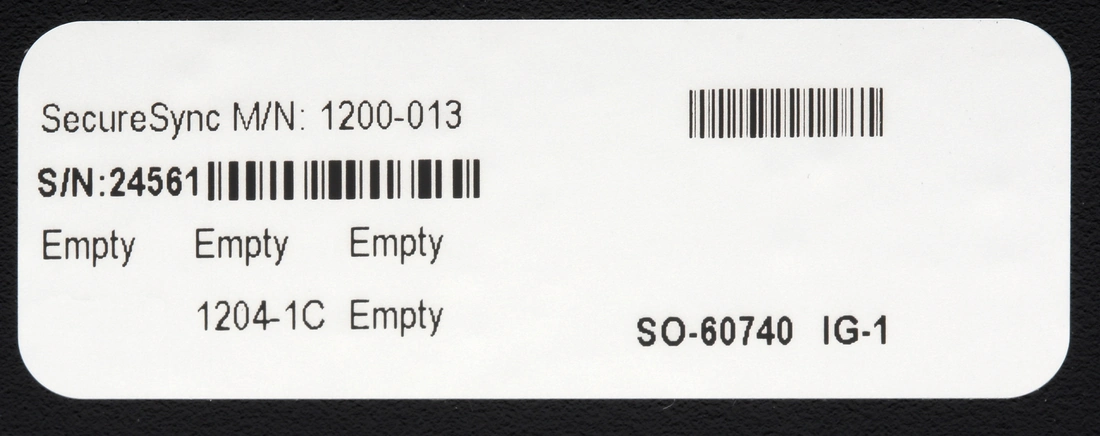 SecureSync M/N: 1200-013
S/N:24561
Empty Empty Empty
1204-1C Empty
SO-60740 IG-1